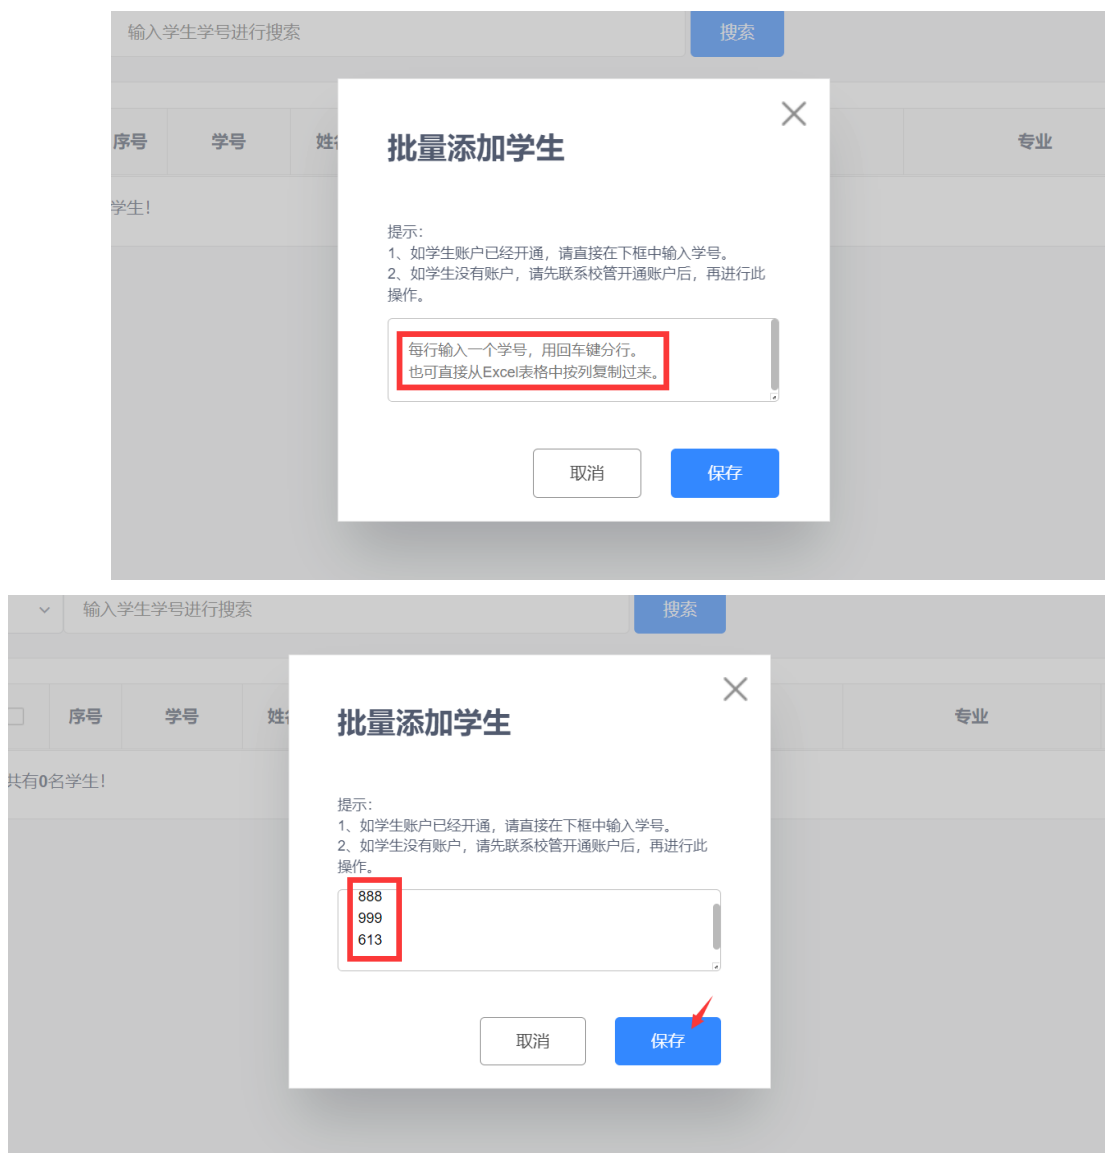 输入学生学号进行搜索 搜索
序号 学号 姓 专业
学生！
批量添加学生
提示：
1、如学生账户已经开通，请直接在下框中输入学号。
2、如学生没有账户，请先联系校管开通账户后，再进行此
操作。
每行输入一个学号，用回车键分行。
也可直接从Excel表格中按列复制过来。
取消 保存
输入学生学号进行搜索 搜索
序号 学号 姓 专业
共有0名学生！
批量添加学生
提示：
1、如学生账户已经开通，请直接在下框中输入学号。
2、如学生没有账户，请先联系校管开通账户后，再进行此
操作。
888
999
613
取消 保存